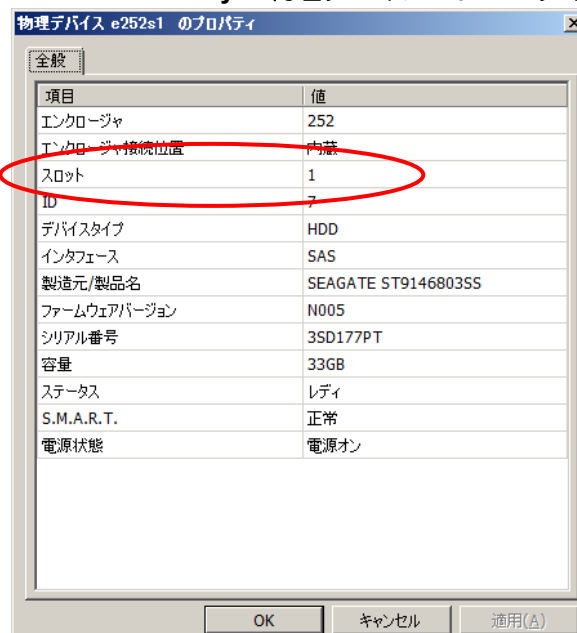 物理デバイス e252s1 のプロパティ
全般
項目 値
エンクロージャ 252
エンクロージャ接続位置 内蔵
スロット 1
ID 7
デバイスタイプ HDD
インタフェース SAS
製造元/製品名 SEAGATE ST9146803SS
ファームウェアバージョン N005
シリアル番号 3SD177PT
容量 33GB
ステータス レディ
S.M.A.R.T. 正常
電源状態 電源オン
OK キャンセル 適用(A)